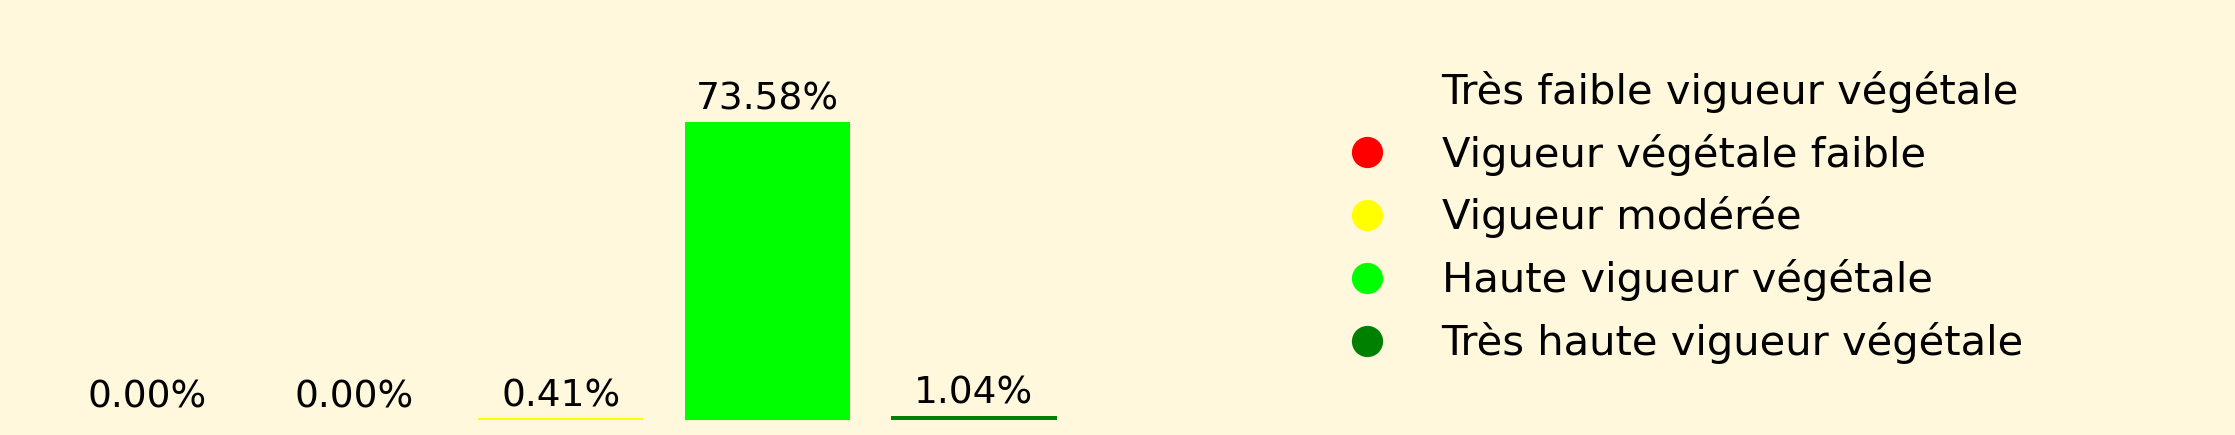 73.58%
0.00%
0.00%
0.41%
1.04%
Très faible vigueur végétale
Vigueur végétale faible
Vigueur modérée
Haute vigueur végétale
Très haute vigueur végétale